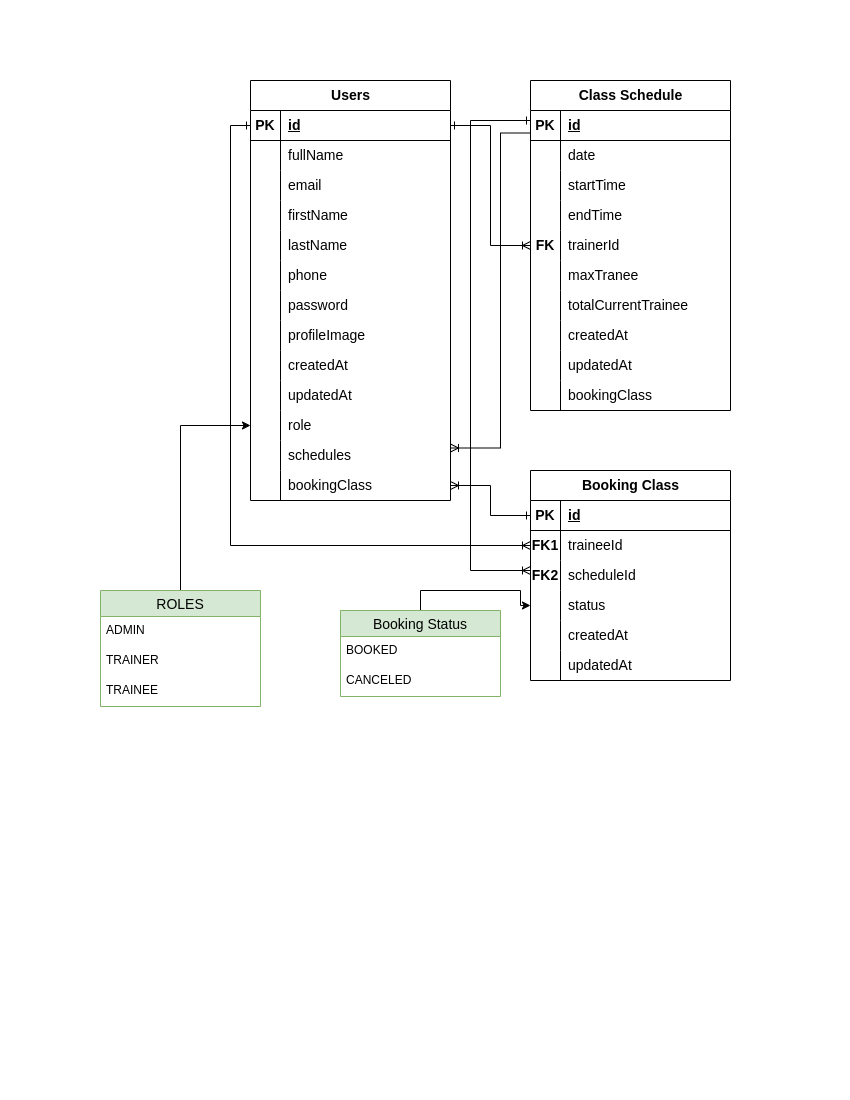 Users
PK id
fullName
email
firstName
lastName
phone
password
profileImage
createdAt
updatedAt
role
schedules
bookingClass
Class Schedule
PK id
date
startTime
endTime
FK trainerId
maxTranee
totalCurrentTrainee
createdAt
updatedAt
bookingClass
Booking Class
PK id
FK1 traineeId
FK2 scheduleId
status
createdAt
updatedAt
ROLES
ADMIN
TRAINER
TRAINEE
Booking Status
BOOKED
CANCELED